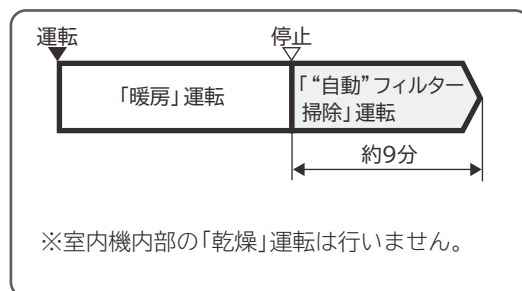 運転
停止
「暖房」運転
「“自動”フィルター
掃除」運転
約9分
※室内機内部の「乾燥」運転は行いません。